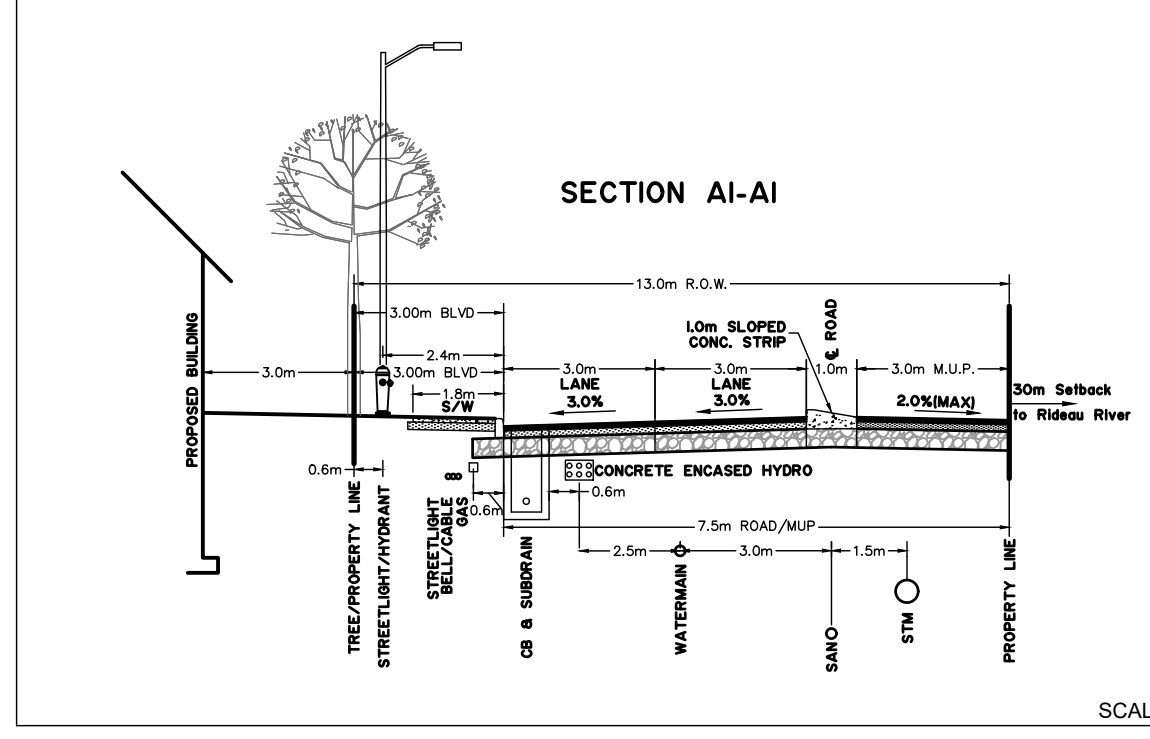 SECTION A1-A1
13.0m R.O.W.
3.00m BLVD
1.0m SLOPED
CONC. STRIP
℄ ROAD
2.4m
3.0m
3.00m BLVD
3.0m
3.0m
1.0m
3.0m M.U.P.
1.8m
S/W
LANE
3.0%
LANE
3.0%
2.0%(MAX)
30m Setback
to Rideau River
PROPOSED BUILDING
0.6m
CONCRETE ENCASED HYDRO
0.6m
0.6m
7.5m ROAD/MUP
2.5m
3.0m
1.5m
TREE/PROPERTY LINE
STREETLIGHT/HYDRANT
STREETLIGHT
BELL/CABLE
GAS
CB & SUBDRAIN
WATERMAIN
SAN
STM
PROPERTY LINE
SCAL